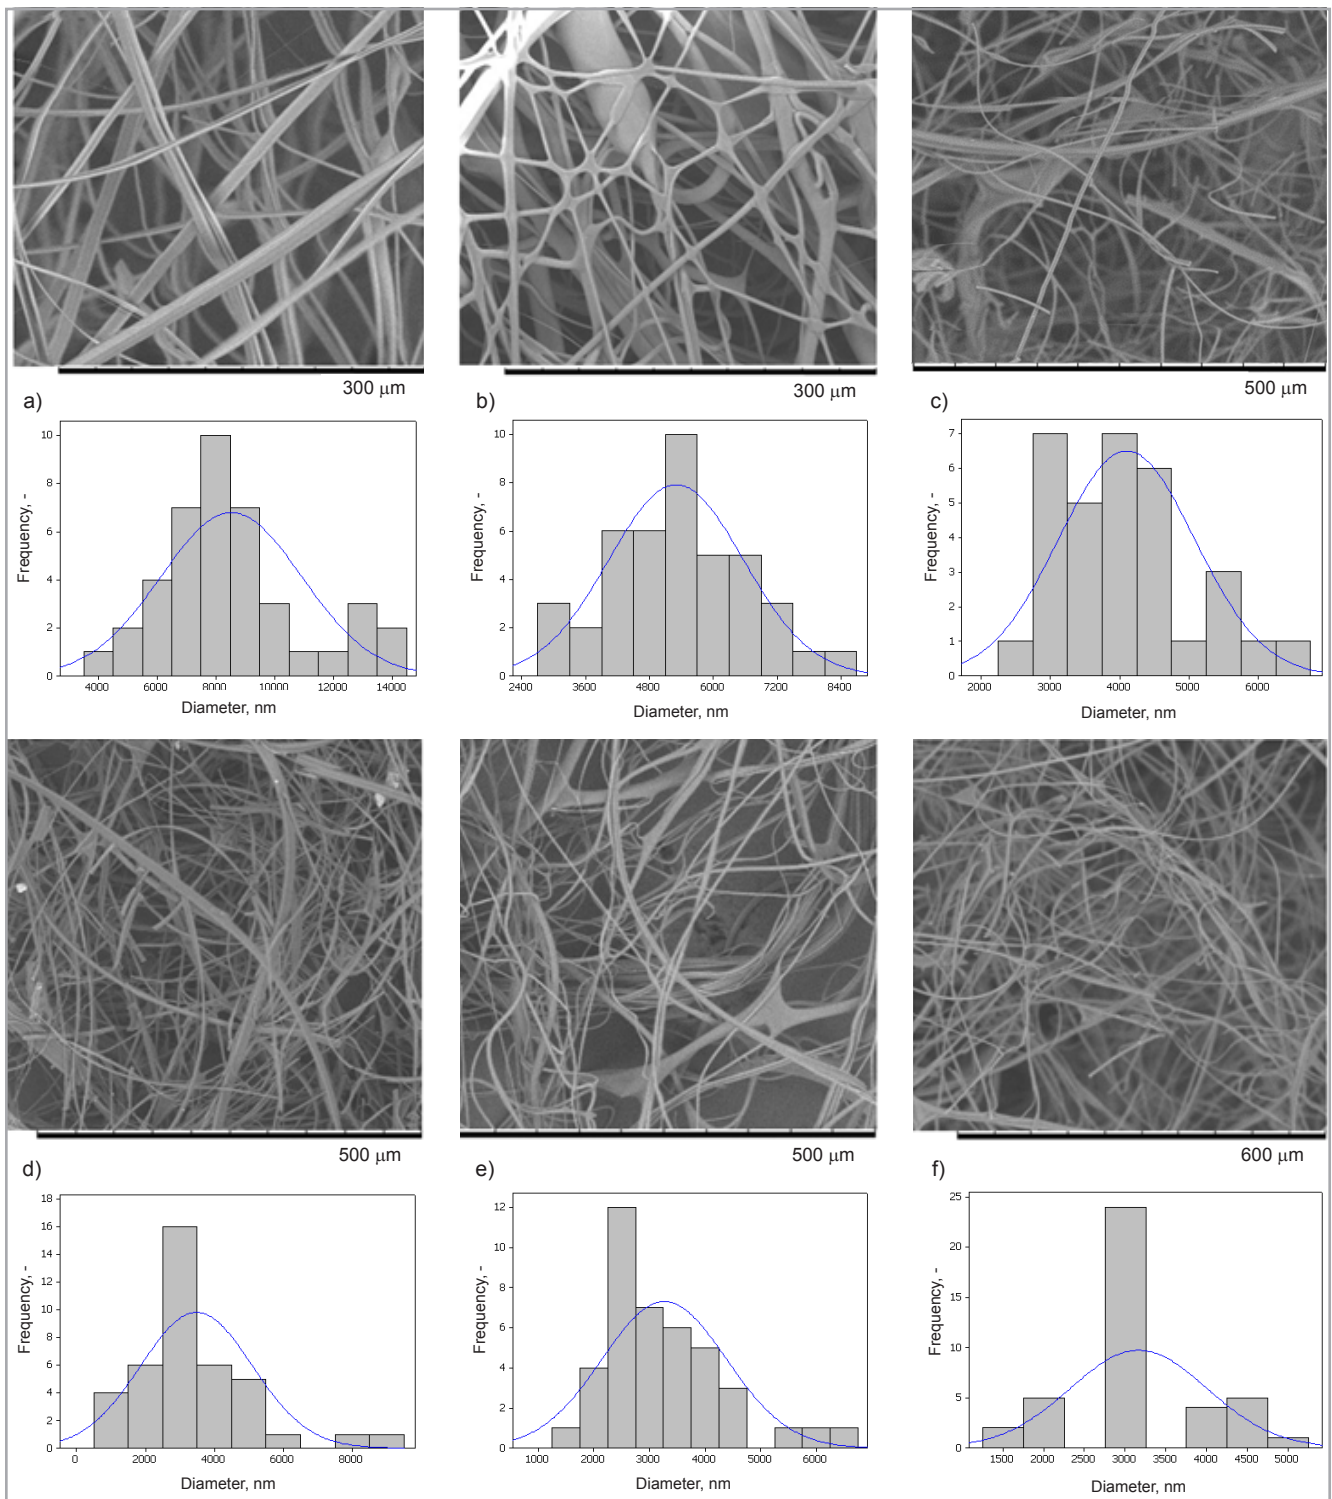 300 μm
300 μm
500 μm
a)
b)
c)
10
8
6
4
2
0
Frequency, -
4000 6000 8000 10000 12000 14000
Diameter, nm
10
8
6
4
2
0
Frequency, -
2400 3600 4800 6000 7200 8400
Diameter, nm
7
6
5
4
3
2
1
0
Frequency, -
2000 3000 4000 5000 6000
Diameter, nm
500 μm
500 μm
600 μm
d)
e)
f)
18
16
14
12
10
8
6
4
2
0
Frequency, -
0 2000 4000 6000 8000
Diameter, nm
12
10
8
6
4
2
0
Frequency, -
1000 2000 3000 4000 5000 6000
Diameter, nm
25
20
15
10
5
0
Frequency, -
1500 2000 2500 3000 3500 4000 4500 5000
Diameter, nm